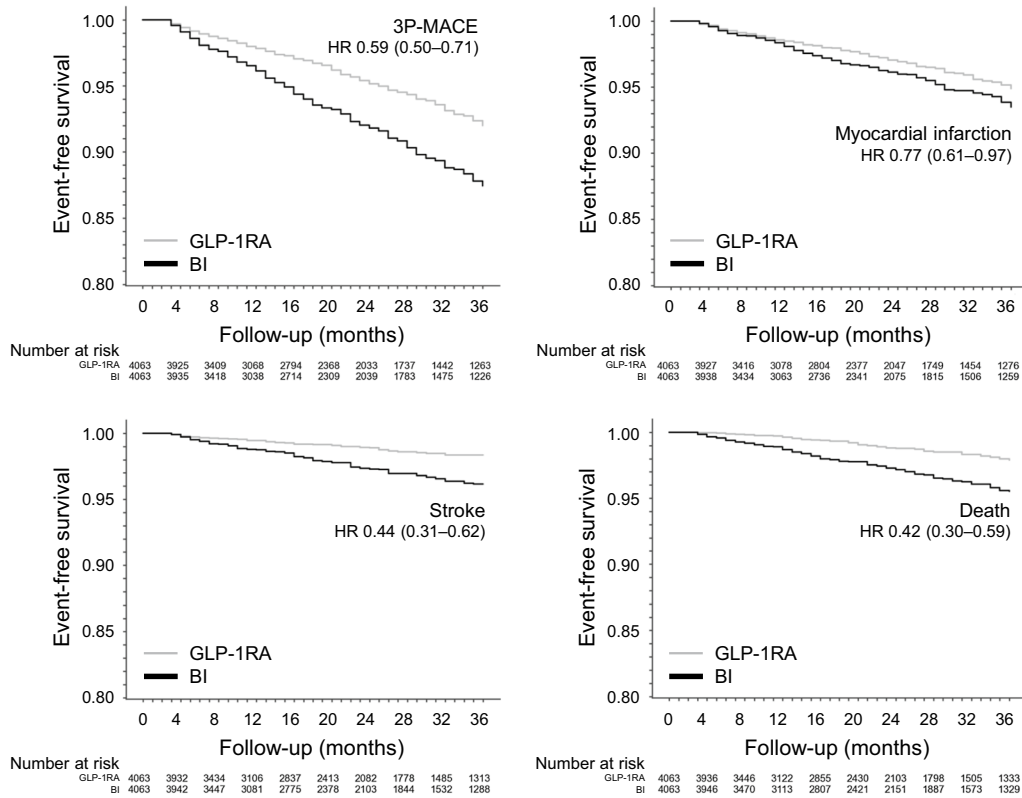 3P-MACE
HR 0.59 (0.50–0.71)
Event-free survival
1.00
0.95
0.90
0.85
0.80
GLP-1RA
BI
0 4 8 12 16 20 24 28 32 36
Follow-up (months)
Number at risk
GLP-1RA 4063 3925 3409 3068 2794 2368 2033 1737 1442 1263
BI 4063 3935 3418 3038 2714 2309 2039 1783 1475 1226
Myocardial infarction
HR 0.77 (0.61–0.97)
Event-free survival
1.00
0.95
0.90
0.85
0.80
GLP-1RA
BI
0 4 8 12 16 20 24 28 32 36
Follow-up (months)
Number at risk
GLP-1RA 4063 3927 3416 3078 2804 2377 2047 1749 1454 1276
BI 4063 3938 3434 3063 2736 2341 2075 1815 1506 1259
Stroke
HR 0.44 (0.31–0.62)
Event-free survival
1.00
0.95
0.90
0.85
0.80
GLP-1RA
BI
0 4 8 12 16 20 24 28 32 36
Follow-up (months)
Number at risk
GLP-1RA 4063 3932 3434 3106 2837 2413 2082 1778 1485 1313
BI 4063 3942 3447 3081 2775 2378 2103 1844 1532 1288
Death
HR 0.42 (0.30–0.59)
Event-free survival
1.00
0.95
0.90
0.85
0.80
GLP-1RA
BI
0 4 8 12 16 20 24 28 32 36
Follow-up (months)
Number at risk
GLP-1RA 4063 3936 3446 3122 2855 2430 2103 1798 1505 1333
BI 4063 3946 3470 3113 2807 2421 2151 1887 1573 1329